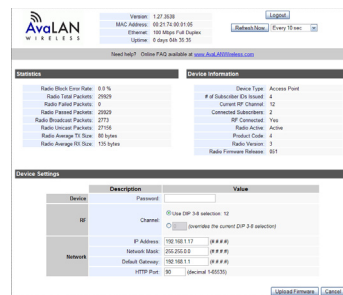 AvaLAN
WIRELESS
Version: 1.27.3538
MAC Address: 00:21:74:00:01:05
Ethernet: 100 Mbps Full Duplex
Uptime: 0 days 04h 35:35
Logout
Refresh Now Every 10 sec
Need help? Online FAQ available at www.AvaLANWireless.com
Statistics
Radio Block Error Rate: 0.0 %
Radio Total Packets: 29929
Radio Failed Packets: 0
Radio Passed Packets: 29929
Radio Broadcast Packets: 2773
Radio Unicast Packets: 27156
Radio Average TX Size: 80 bytes
Radio Average RX Size: 135 bytes
Device Information
Device Type: Access Point
# of Subscriber IDs Issued: 4
Current RF Channel: 12
Connected Subscribers: 2
RF Connected: Yes
Radio Active: Active
Product Code: 4
Radio Version: 3
Radio Firmware Release: 051
Device Settings
Description Value
Device Password:
RF Channel: Use DIP 3-8 selection: 12
(overrides the current DIP 3-8 selection)
Network
IP Address: 192.168.1.17 (#.#.#.#)
Network Mask: 255.255.0.0 (#.#.#.#)
Default Gateway: 192.168.1.1 (#.#.#.#)
HTTP Port: 80 (decimal 1-65535)
Upload Firmware Cancel